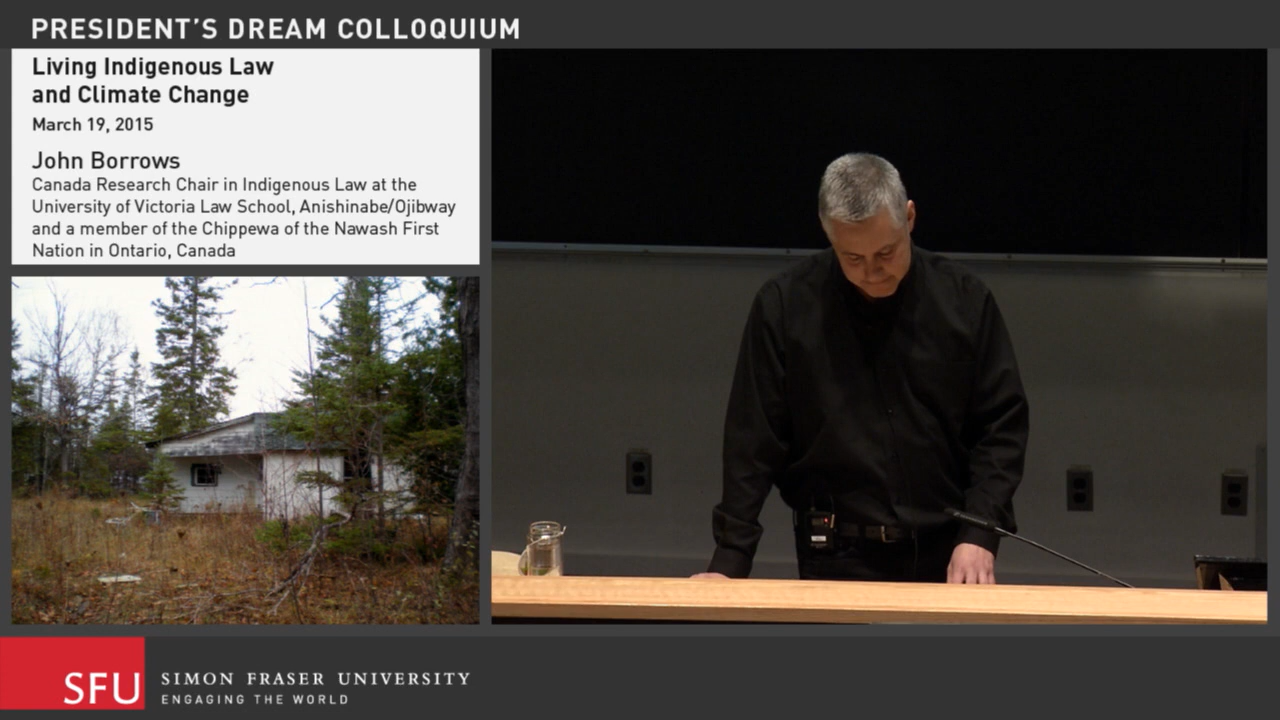 PRESIDENT'S DREAM COLLOQUIUM
Living Indigenous Law
and Climate Change
March 19, 2015
John Borrows
Canada Research Chair in Indigenous Law at the
University of Victoria Law School, Anishinabe/Ojibway
and a member of the Chippewa of the Nawash First
Nation in Ontario, Canada
SFU
SIMON FRASER UNIVERSITY
ENGAGING THE WORLD